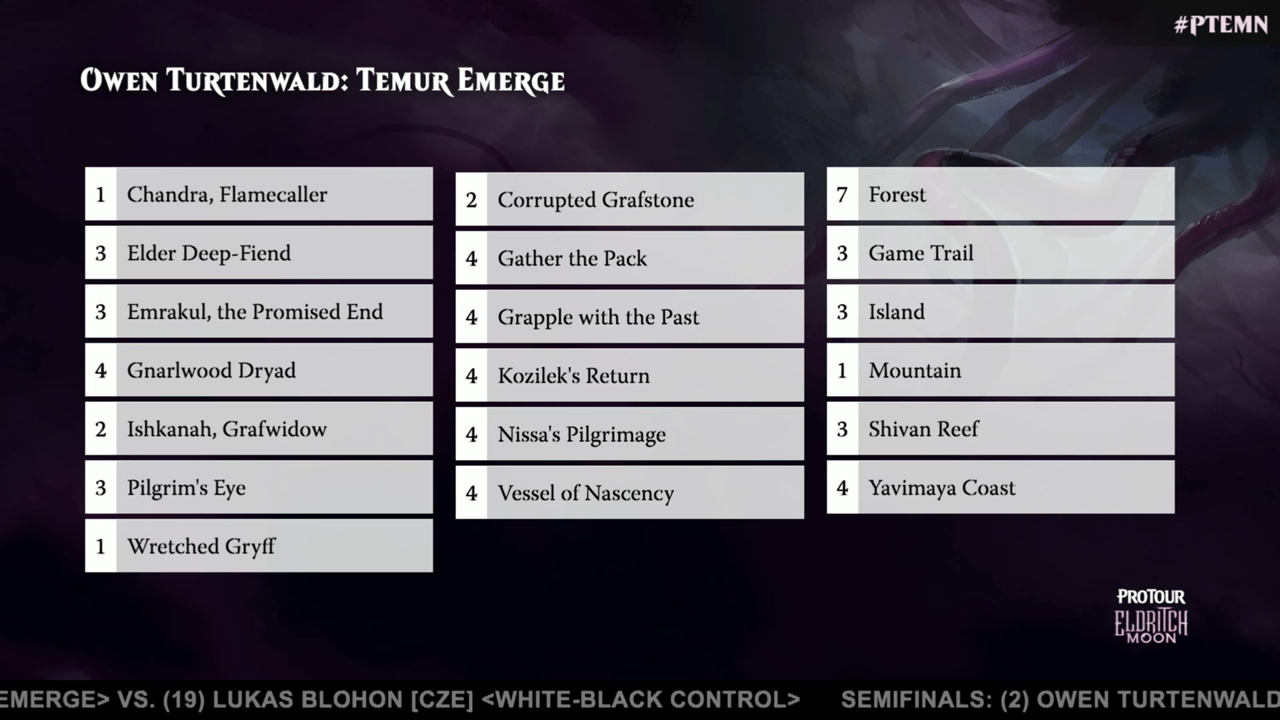 #PTEMN
Owen Turtenwald: Temur Emerge
1 Chandra, Flamecaller
3 Elder Deep-Fiend
3 Emrakul, the Promised End
4 Gnarlwood Dryad
2 Ishkanah, Grafwidow
3 Pilgrim's Eye
1 Wretched Gryff
2 Corrupted Grafstone
4 Gather the Pack
4 Grapple with the Past
4 Kozilek's Return
4 Nissa's Pilgrimage
4 Vessel of Nascency
7 Forest
3 Game Trail
3 Island
1 Mountain
3 Shivan Reef
4 Yavimaya Coast
PROTOUR
ELDRITCH
MOON
EMERGE> VS. (19) LUKAS BLOHON [CZE] <WHITE-BLACK CONTROL> SEMIFINALS: (2) OWEN TURTENWALD